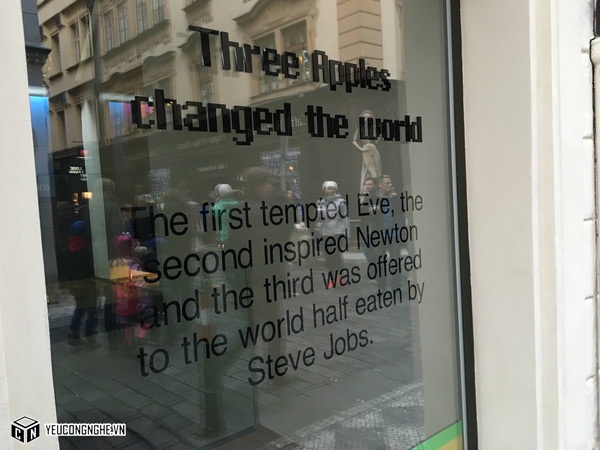 Three Apples
changed the world
The first tempted Eve, the
second inspired Newton
and the third was offered
to the world half eaten by
Steve Jobs.
CN YEUCONGNGHE.VN